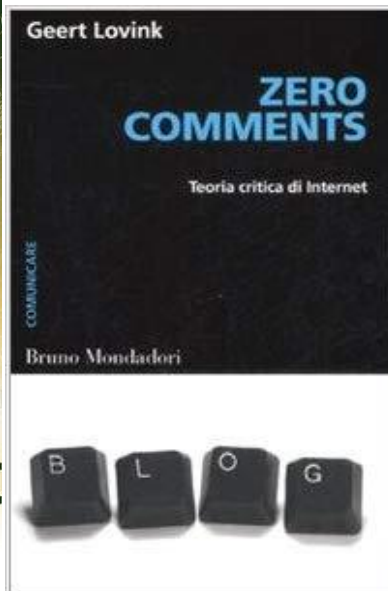 Geert Lovink
ZERO
COMMENTS
Teoria critica di Internet
COMUNICARE
Bruno Mondadori
B L O G